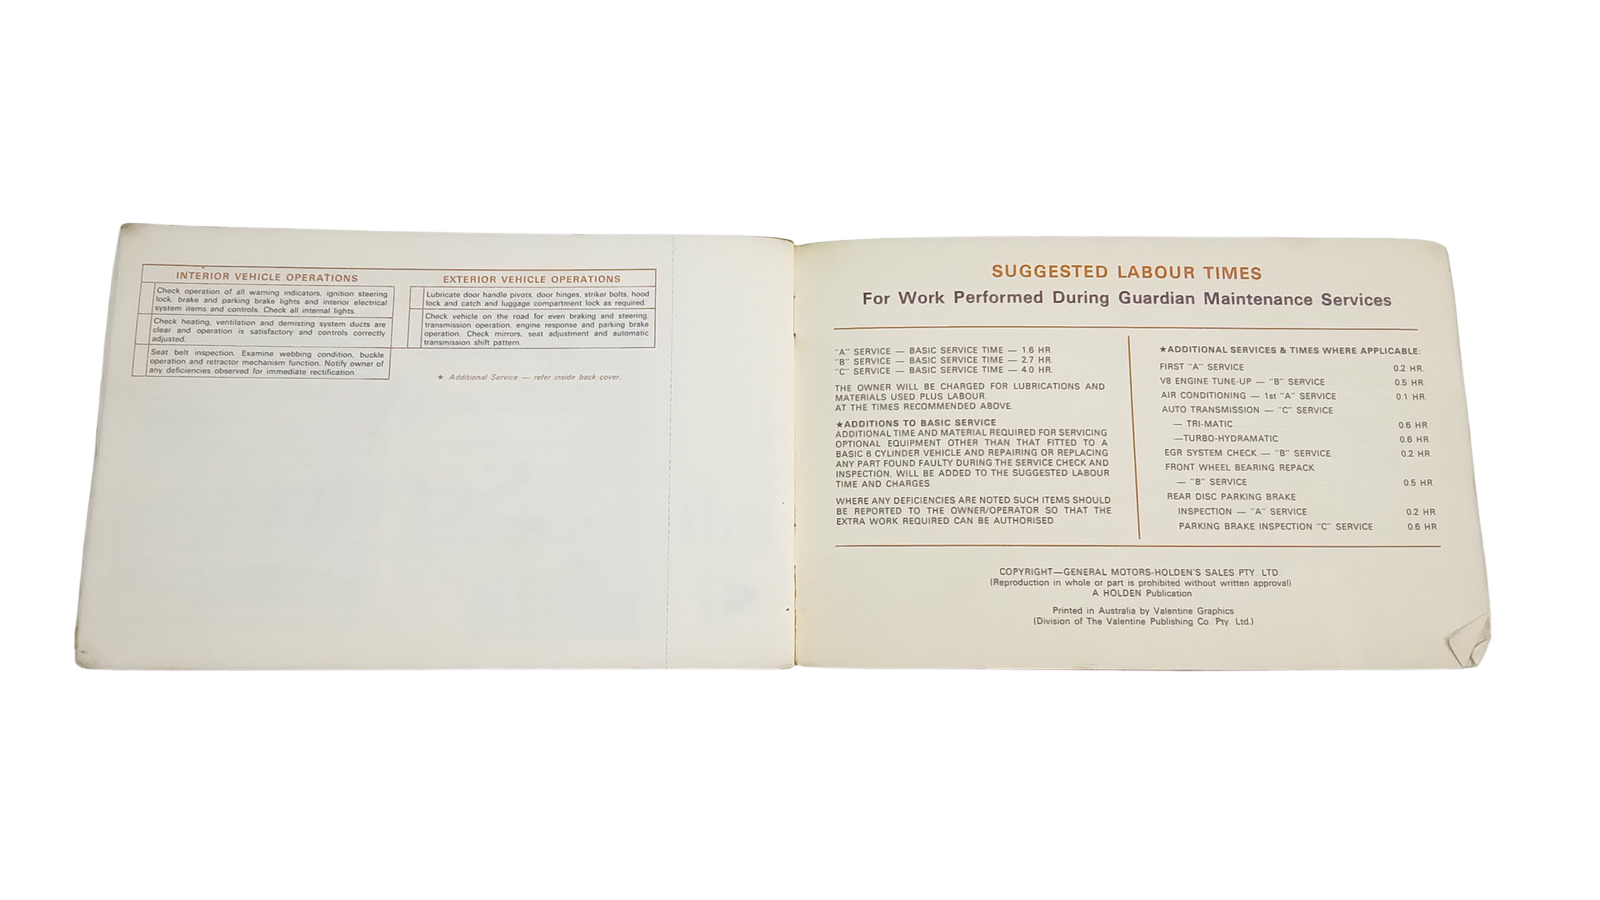 INTERIOR VEHICLE OPERATIONS
Check operation of all warning indicators, ignition steering
lock, brake and parking brake lights and interior electrical
system items and controls. Check all internal lights.
Check heating, ventilation and demisting system ducts are
clear and operation is satisfactory and controls correctly
adjusted.
Seat belt inspection. Examine webbing condition, buckle
operation and retractor mechanism function. Notify owner of
any deficiencies observed for immediate rectification.
EXTERIOR VEHICLE OPERATIONS
Lubricate door handle pivots, door hinges, striker bolts, hood
lock and catch and luggage compartment lock as required.
Check vehicle on the road for even braking and steering,
transmission operation, engine response and parking brake
operation. Check mirrors, seat adjustment and automatic
transmission shift pattern.
★ Additional Service — refer inside back cover.
SUGGESTED LABOUR TIMES
For Work Performed During Guardian Maintenance Services
"A" SERVICE — BASIC SERVICE TIME — 1.6 HR.
"B" SERVICE — BASIC SERVICE TIME — 2.7 HR.
"C" SERVICE — BASIC SERVICE TIME — 4.0 HR.
THE OWNER WILL BE CHARGED FOR LUBRICATIONS AND
MATERIALS USED PLUS LABOUR.
AT THE TIMES RECOMMENDED ABOVE.
★ADDITIONS TO BASIC SERVICE
ADDITIONAL TIME AND MATERIAL REQUIRED FOR SERVICING
OPTIONAL EQUIPMENT OTHER THAN THAT FITTED TO A
BASIC 6 CYLINDER VEHICLE AND REPAIRING OR REPLACING
ANY PART FOUND FAULTY DURING THE SERVICE CHECK AND
INSPECTION, WILL BE ADDED TO THE SUGGESTED LABOUR
TIME AND CHARGES.
WHERE ANY DEFICIENCIES ARE NOTED SUCH ITEMS SHOULD
BE REPORTED TO THE OWNER/OPERATOR SO THAT THE
EXTRA WORK REQUIRED CAN BE AUTHORISED.
★ADDITIONAL SERVICES & TIMES WHERE APPLICABLE:
FIRST "A" SERVICE 0.2 HR.
V8 ENGINE TUNE-UP — "B" SERVICE 0.5 HR.
AIR CONDITIONING — 1st "A" SERVICE 0.1 HR.
AUTO TRANSMISSION — "C" SERVICE
— TRI-MATIC 0.6 HR.
—TURBO-HYDRAMATIC 0.6 HR.
EGR SYSTEM CHECK — "B" SERVICE 0.2 HR.
FRONT WHEEL BEARING REPACK
— "B" SERVICE 0.5 HR.
REAR DISC PARKING BRAKE
INSPECTION — "A" SERVICE 0.2 HR.
PARKING BRAKE INSPECTION "C" SERVICE 0.6 HR.
COPYRIGHT—GENERAL MOTORS-HOLDEN'S SALES PTY. LTD.
(Reproduction in whole or part is prohibited without written approval)
A HOLDEN Publication
Printed in Australia by Valentine Graphics
(Division of The Valentine Publishing Co. Pty. Ltd.)